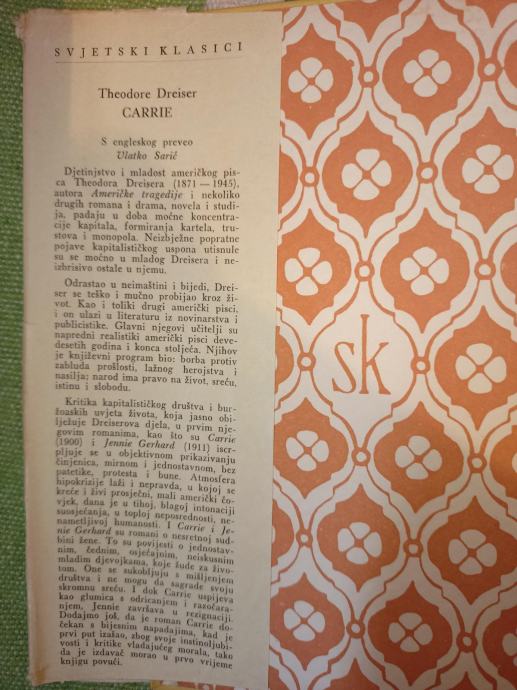 SVJETSKI KLASICI
Theodore Dreiser
CARRIE
S engleskog preveo
Vlatko Šarić
Djetinjstvo i mladost američkog pis-
ca Theodora Dreisera (1871 — 1945),
autora Američke tragedije i nekoliko
drugih romana i drama, novela i studi-
ja, padaju u doba moćne koncentra-
cije kapitala, formiranja kartela, tru-
stova i monopola. Neizbježne popratne
pojave kapitalističkog uspona utisnule
su se moćno u mladog Dreisera i ne-
izbrisivo ostale u njemu.
Odrastao u neimaštini i bijedi, Drei-
ser se teško i mučno probijao kroz ži-
vot. Kao i toliki drugi američki pisci,
i on ulazi u literaturu iz novinarstva i
publicistike. Glavni njegovi učitelji su
napredni realistiki američki pisci deve-
desetih godina i konca stoljeća. Njihov
je književni program bio: borba protiv
zabluda prošlosti, lažnog herojstva i
nasilja; narod ima pravo na život, sreću,
istinu i slobodu.
Kritika kapitalističkog društva i bur-
žoaskih uvjeta života, koja jasno obi-
lježuje Dreiserova djela, u prvim nje-
govim romanima, kao što su Carrie
(1900) i Jennie Gerhard (1911) iscr-
pljuje se u objektivnom prikazivanju
činjenica, mirnom i jednostavnom, bez
patetike, protesta i bune. Atmosfera
hipokrizije laži i nepravda, u kojoj se
kreće i živi prosječni, mali američki čo-
vjek, dana je u tihoj, blagoj intonaciji
suosjećanja, u toploj neposrednosti, ne-
nametljivoj humanosti. I Carrie i Je-
nnie Gerhard su romani o nesretnoj sud-
bini žene. To su povijesti o jednostav-
nim, čednim, osjećajnim, neiskusnim
mladim djevojkama, koje žude za živo-
tom. One se sukobljuju s mišljenjem
društva i ne mogu da sagrade svoju
skromnu sreću. I dok Carrie uspijeva
kao glumica s odricanjem i razočara-
njem, Jennie završava u rezignaciji.
Dodajmo još, da je roman Carrie do-
čekan s bijesnim napadajima, kad je
prvi put izašao, zbog svoje istinoljubi-
vosti i kritike vladajućeg morala, tako
da je izdavač morao u prvo vrijeme
knjigu povući.
sk